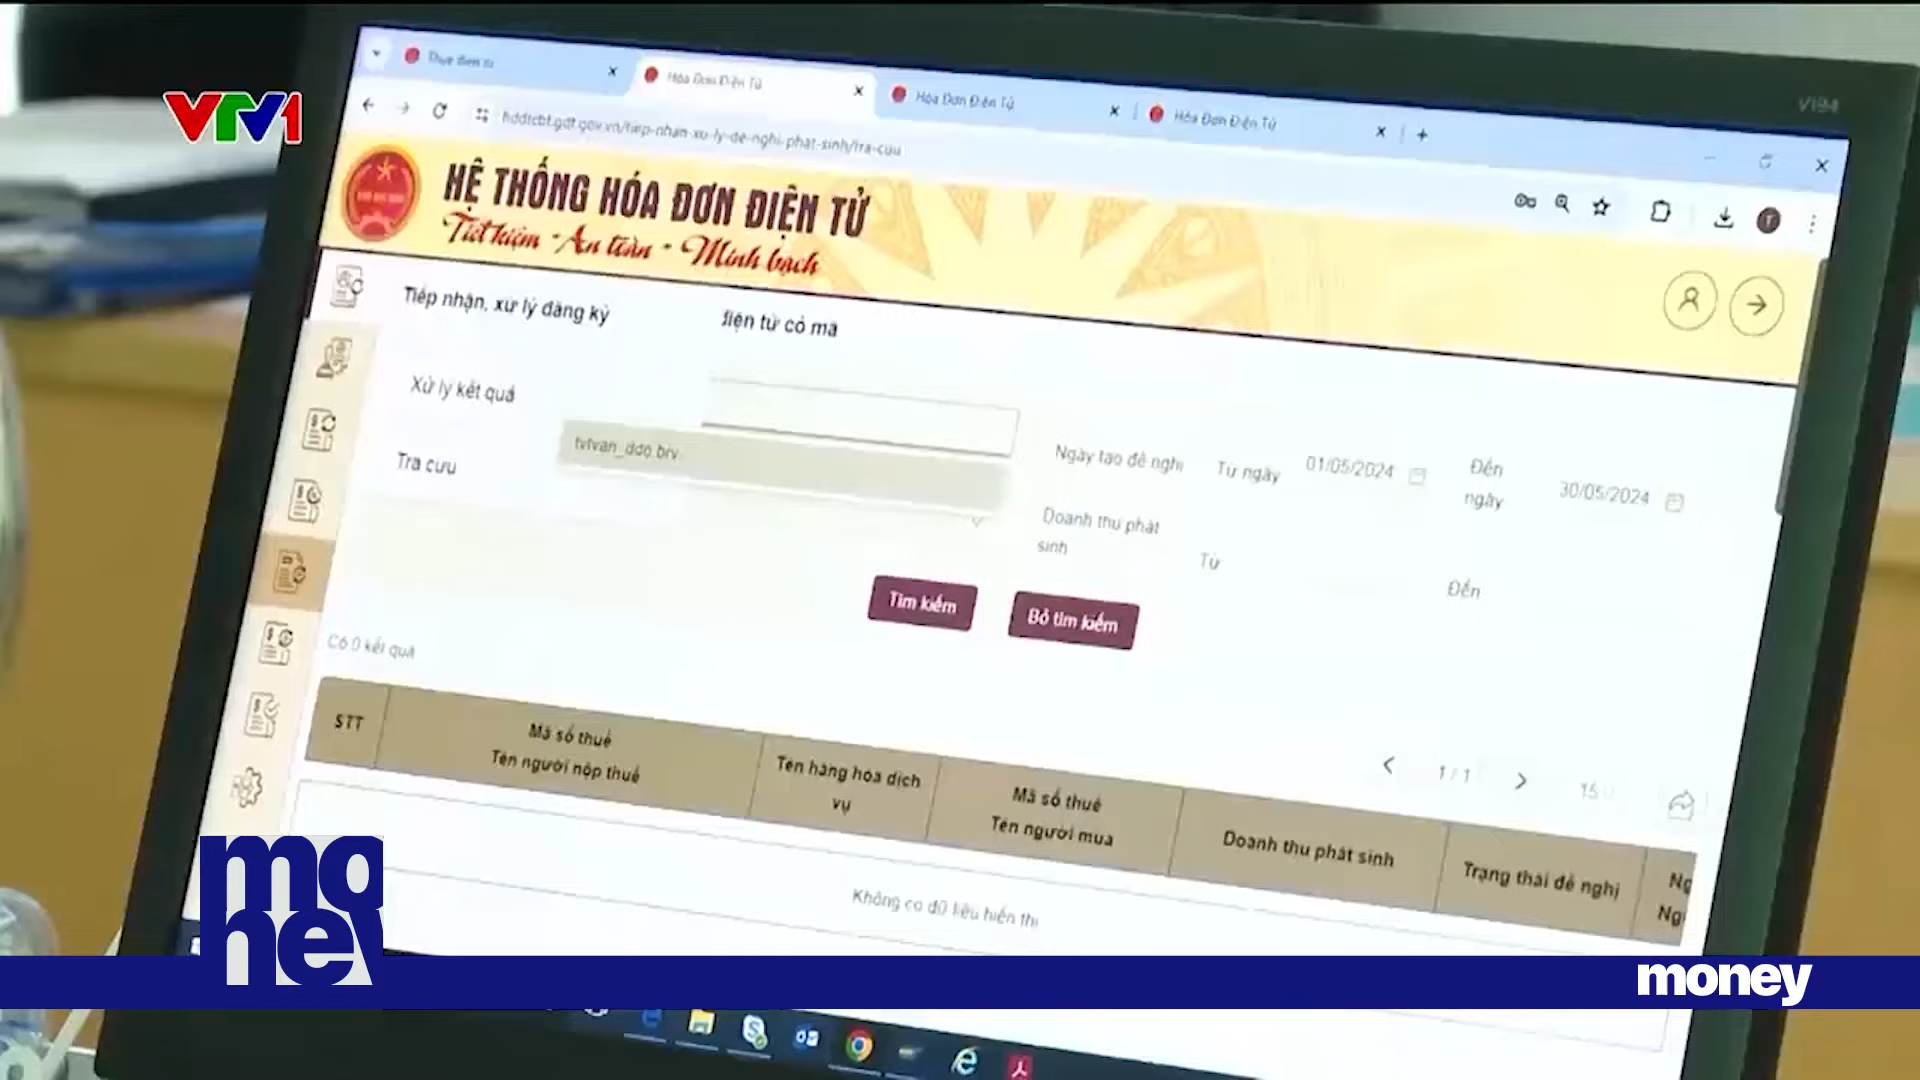 VTV1
V194
Hóa Đơn Điện Tử
Hóa Đơn Điện Tử
Hóa Đơn Điện Tử
hddtcbt.gdt.gov.vn/tiep-nhan-xu-ly-de-nghi-phat-sinh/tra-cuu
HỆ THỐNG HÓA ĐƠN ĐIỆN TỬ
Tiết kiệm - An toàn - Minh bạch
Tiếp nhận, xử lý đăng ký
điện tử có mã
Xử lý kết quả
Tra cứu
Ngày tạo đề nghị
Từ ngày
01/05/2024
Đến ngày
30/05/2024
Doanh thu phát sinh
Từ
Đến
Tìm kiếm
Bỏ tìm kiếm
Có 0 kết quả
1 / 1
15
STT
Mã số thuế
Tên người nộp thuế
Tên hàng hóa dịch vụ
Mã số thuế
Tên người mua
Doanh thu phát sinh
Trạng thái đề nghị
Không có dữ liệu hiển thị
money
money